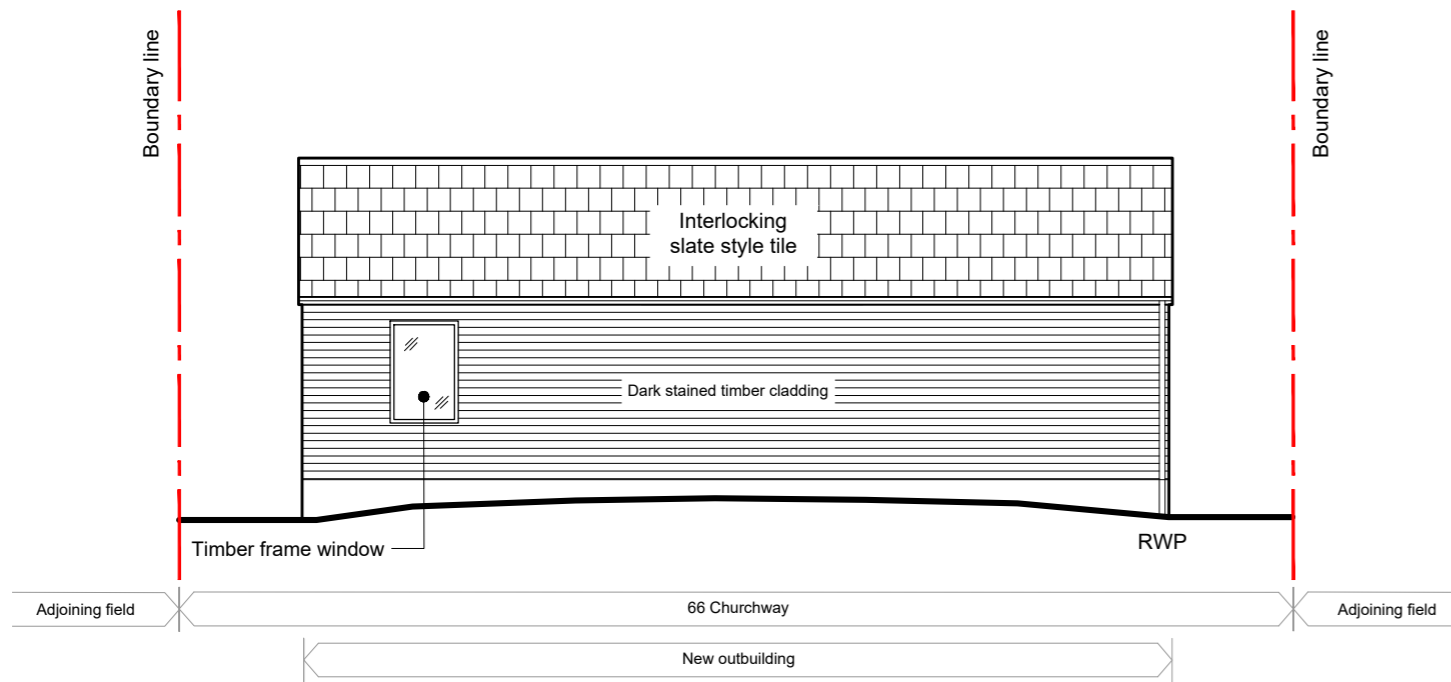 Boundary line
Boundary line
Interlocking
slate style tile
Dark stained timber cladding
Timber frame window
RWP
Adjoining field
66 Churchway
Adjoining field
New outbuilding